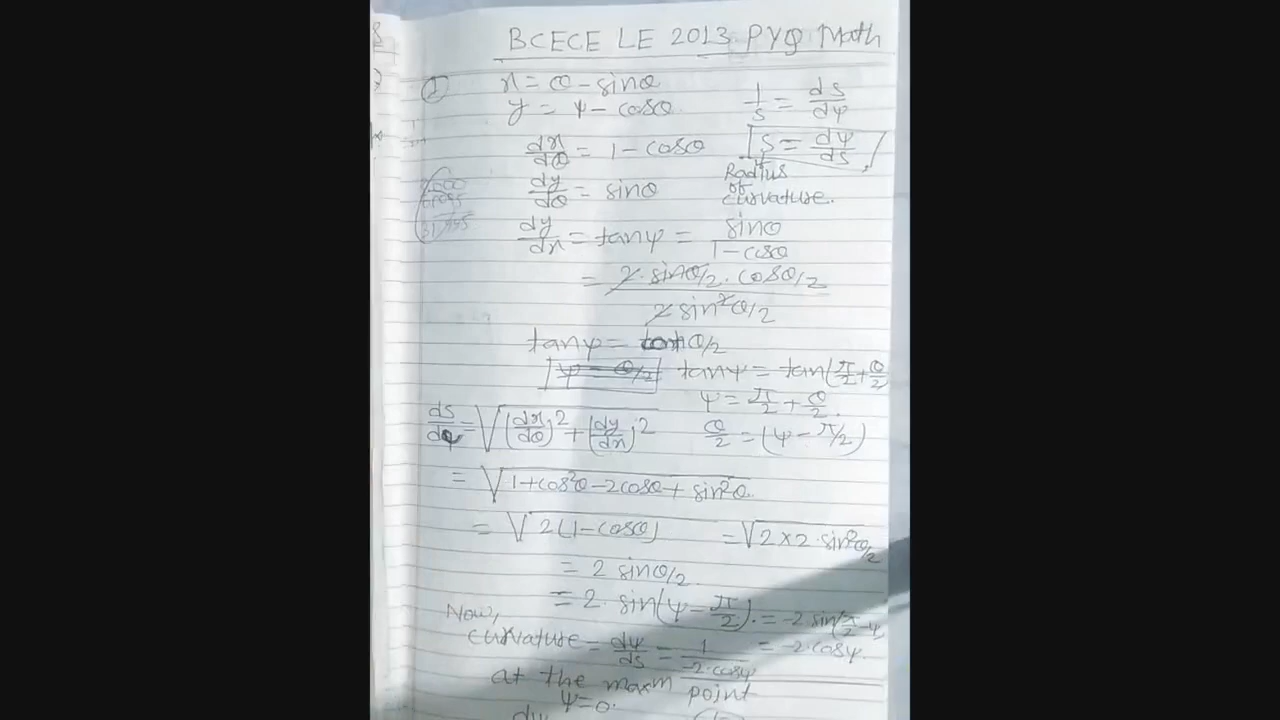 BCECE LE 2013 PYQ Math
① x = θ - sinθ
y = ψ - cosθ
1/s = ds/dψ
dx/dθ = 1 - cosθ
s = dψ/ds
Radius of curvature.
dy/dθ = sinθ
dy/dx = tanψ = sinθ/1-cosθ
= 2·sinθ/2·cosθ/2 / 2sin²θ/2
tanψ = cotθ/2
ψ = θ/2
tanψ = tan(π/2 + θ/2)
ψ = π/2 + θ/2.
θ/2 = (ψ - π/2)
ds/dψ = √(dx/dθ)² + (dy/dx)²
= √1+cos²θ-2cosθ+sin²θ
= √2(1-cosθ) = √2×2·sin²θ/2
= 2 sinθ/2
= 2·sin(ψ - π/2). = -2 sin(π/2-ψ
= -2·cosψ.
Now,
curvature = dψ/ds = 1/-2·cosψ
at the maxm point
ψ=0.
dψ